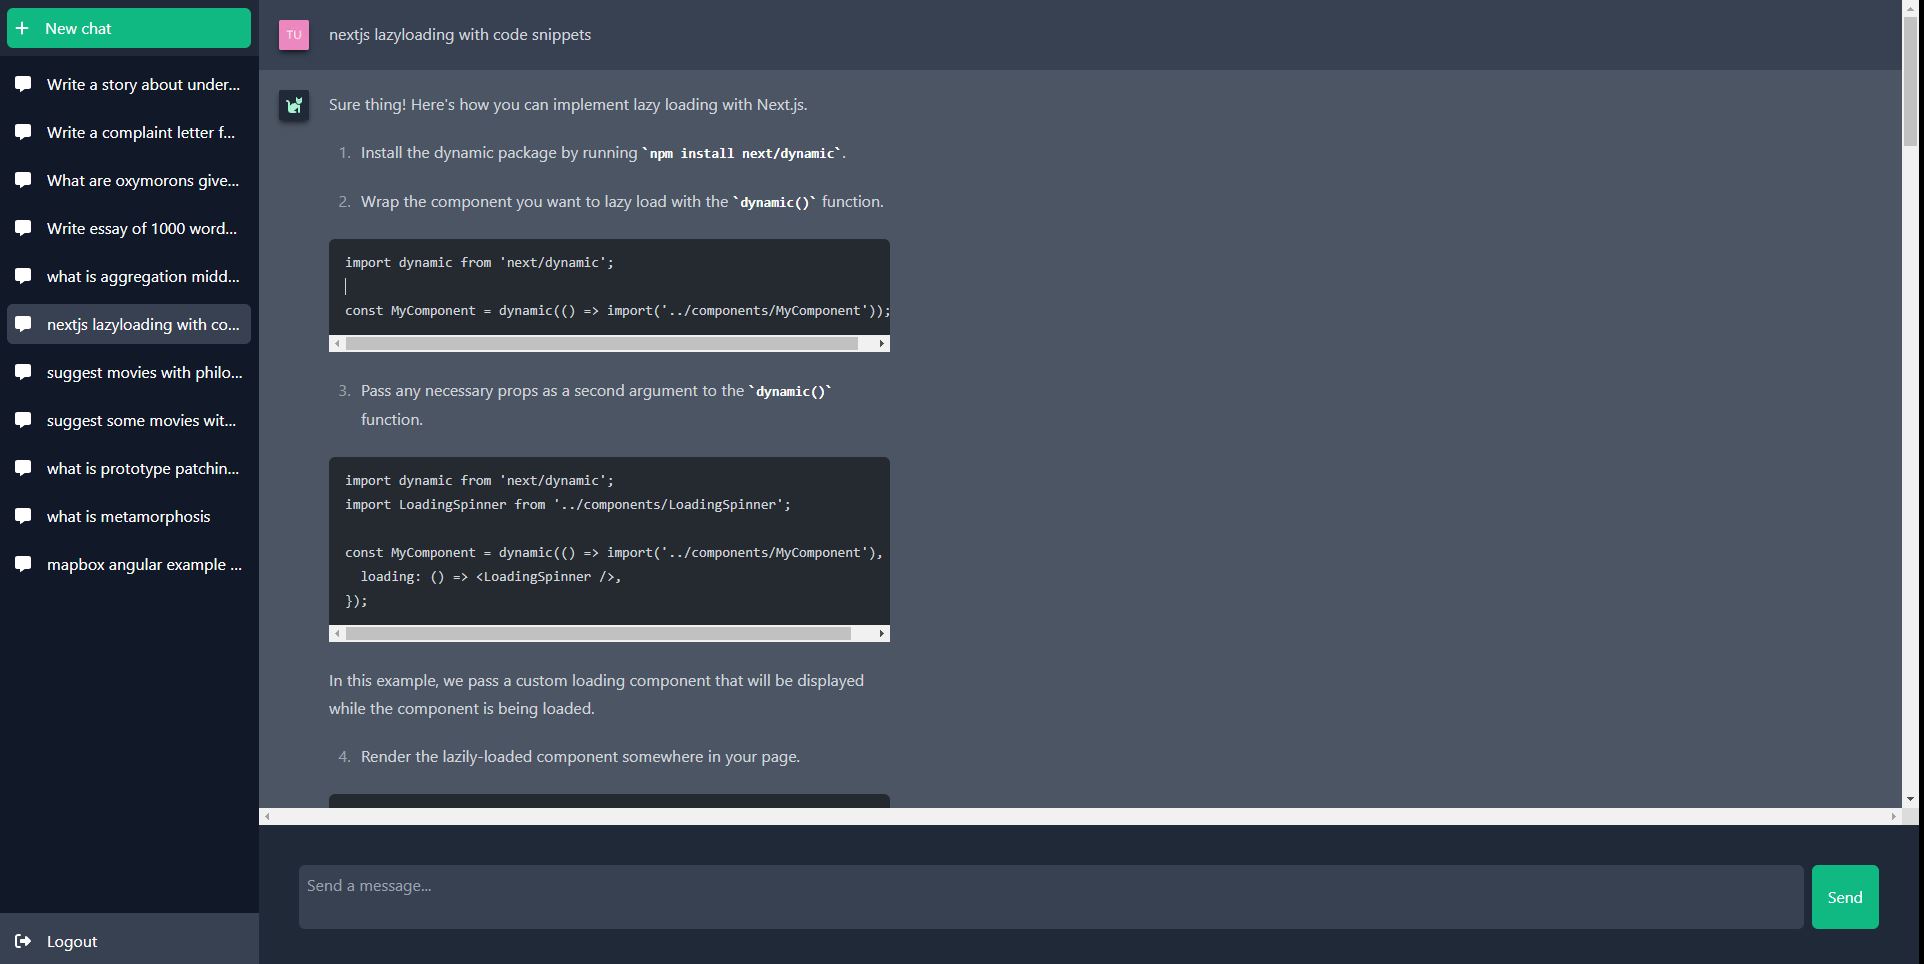 New chat
Write a story about under...
Write a complaint letter f...
What are oxymorons give...
Write essay of 1000 word...
what is aggregation midd...
nextjs lazyloading with co...
suggest movies with philo...
suggest some movies wit...
what is prototype patchin...
what is metamorphosis
mapbox angular example ...
Logout
TU
nextjs lazyloading with code snippets
Sure thing! Here's how you can implement lazy loading with Next.js.
1. Install the dynamic package by running `npm install next/dynamic`.
2. Wrap the component you want to lazy load with the `dynamic()` function.
import dynamic from 'next/dynamic';
const MyComponent = dynamic(() => import('../components/MyComponent'));
3. Pass any necessary props as a second argument to the `dynamic()`
function.
import dynamic from 'next/dynamic';
import LoadingSpinner from '../components/LoadingSpinner';
const MyComponent = dynamic(() => import('../components/MyComponent'),
loading: () => <LoadingSpinner />,
});
In this example, we pass a custom loading component that will be displayed
while the component is being loaded.
4. Render the lazily-loaded component somewhere in your page.
Send a message...
Send